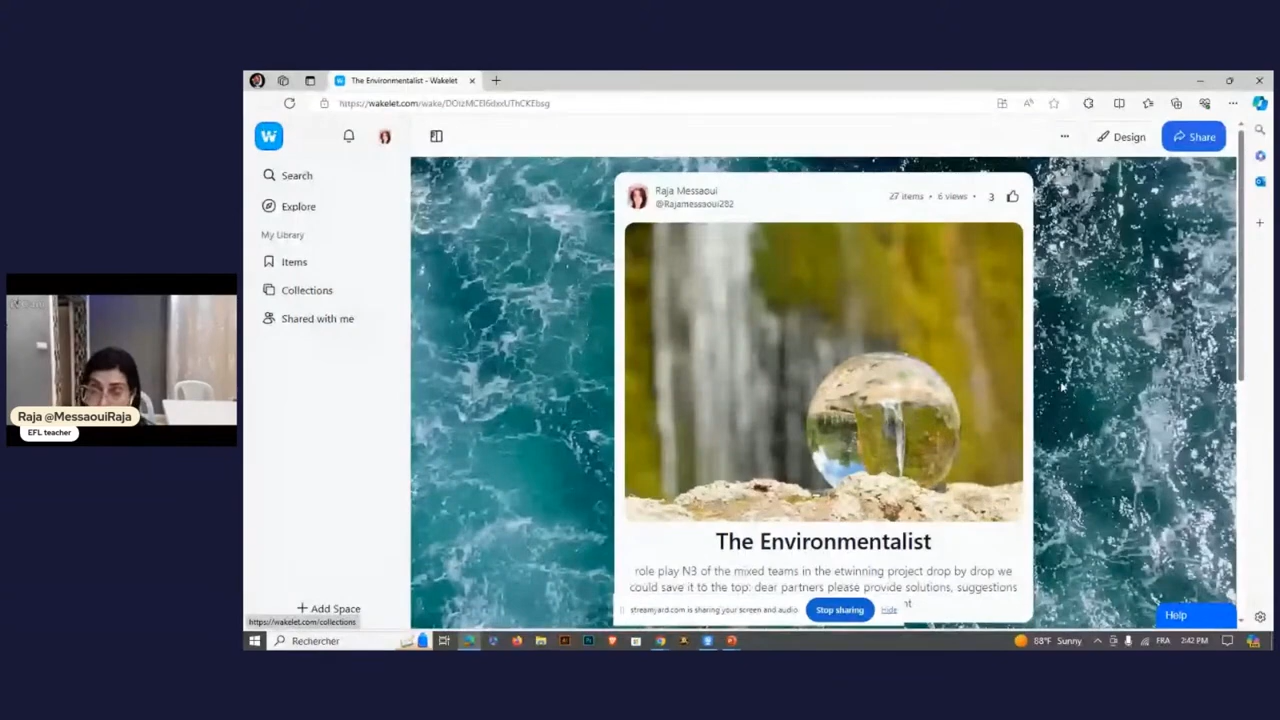 The Environmentalist - Wakelet
https://wakelet.com/wake/
W
Design
Share
Search
Explore
My Library
Items
Collections
Shared with me
Add Space
https://wakelet.com/collections
Raja Messaoui
@Rajamessaoui282
27 items • 6 views •
3
The Environmentalist
role play N3 of the mixed teams in the etwinning project drop by drop we
could save it to the top: dear partners please provide solutions, suggestions
streamyard.com is sharing your screen and audio
Stop sharing
Hide
Help
Raja @MessaouiRaja
EFL teacher
Rechercher
88°F Sunny
FRA
2:42 PM